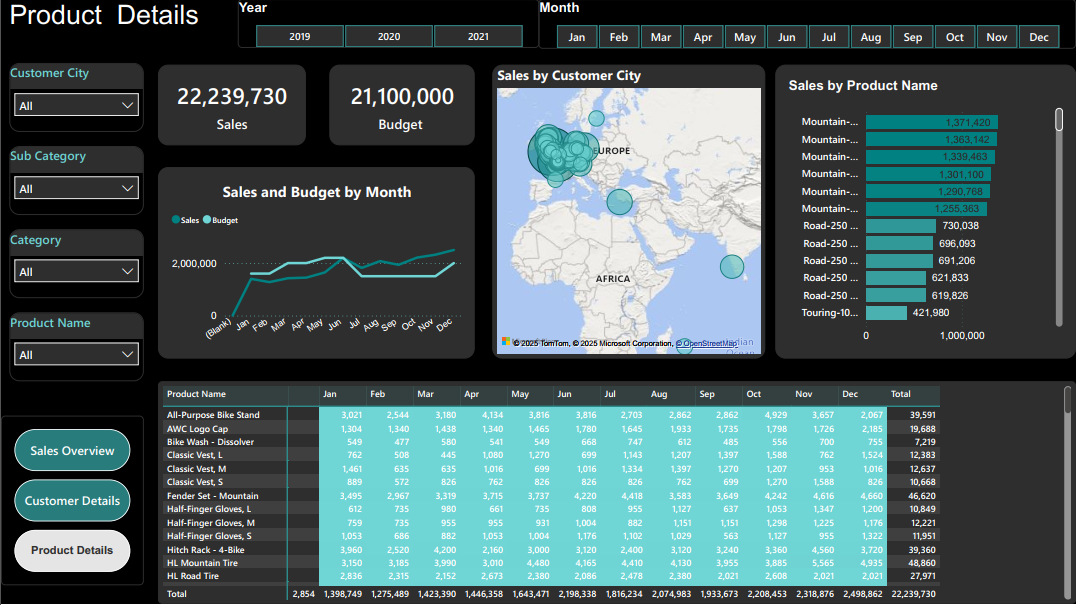 Product Details
Year
2019 2020 2021
Month
Jan Feb Mar Apr May Jun Jul Aug Sep Oct Nov Dec
Customer City
All
Sub Category
All
Category
All
Product Name
All
22,239,730
Sales
21,100,000
Budget
Sales and Budget by Month
Sales Budget
2,000,000
0
(Blank) Jan Feb Mar Apr May Jun Jul Aug Sep Oct Nov Dec
Sales by Customer City
EUROPE
AFRICA
Indian
Ocean
© 2025 TomTom, © 2025 Microsoft Corporation, © OpenStreetMap
Sales by Product Name
Mountain-... 1,371,420
Mountain-... 1,363,142
Mountain-... 1,339,463
Mountain-... 1,301,100
Mountain-... 1,290,768
Mountain-... 1,255,363
Road-250 ... 730,038
Road-250 ... 696,093
Road-250 ... 691,206
Road-250 ... 621,833
Road-250 ... 619,826
Touring-10... 421,980
0 1,000,000
Sales Overview
Customer Details
Product Details
Product Name Jan Feb Mar Apr May Jun Jul Aug Sep Oct Nov Dec Total
All-Purpose Bike Stand 3,021 2,544 3,180 4,134 3,816 3,816 2,703 2,862 2,862 4,929 3,657 2,067 39,591
AWC Logo Cap 1,304 1,340 1,438 1,340 1,465 1,780 1,645 1,933 1,735 1,798 1,726 2,185 19,688
Bike Wash - Dissolver 549 477 580 541 549 668 747 612 485 556 700 755 7,219
Classic Vest, L 762 508 445 1,080 1,270 699 1,143 1,207 1,397 1,588 762 1,524 12,383
Classic Vest, M 1,461 635 635 1,016 699 1,016 1,334 1,397 1,270 1,207 953 1,016 12,637
Classic Vest, S 889 572 826 762 826 826 826 762 699 1,270 1,588 826 10,668
Fender Set - Mountain 3,495 2,967 3,319 3,715 3,737 4,220 4,418 3,583 3,649 4,242 4,616 4,660 46,620
Half-Finger Gloves, L 612 735 980 661 735 808 955 1,127 637 1,053 1,347 1,200 10,849
Half-Finger Gloves, M 759 735 955 955 931 1,004 882 1,151 1,151 1,298 1,225 1,176 12,221
Half-Finger Gloves, S 1,053 686 882 1,053 1,004 1,176 1,102 1,029 563 1,127 955 1,322 11,951
Hitch Rack - 4-Bike 3,960 2,520 4,200 2,160 3,000 3,120 2,400 3,120 3,240 3,360 4,560 3,720 39,360
HL Mountain Tire 3,150 3,185 3,990 3,010 4,480 4,165 4,410 4,130 3,955 3,885 5,565 4,935 48,860
HL Road Tire 2,836 2,315 2,152 2,673 2,380 2,086 2,478 2,380 2,021 2,608 2,021 2,021 27,971
Total 2,854 1,398,749 1,275,489 1,423,390 1,446,358 1,643,471 2,198,338 1,816,234 2,074,983 1,933,673 2,208,453 2,318,876 2,498,862 22,239,730